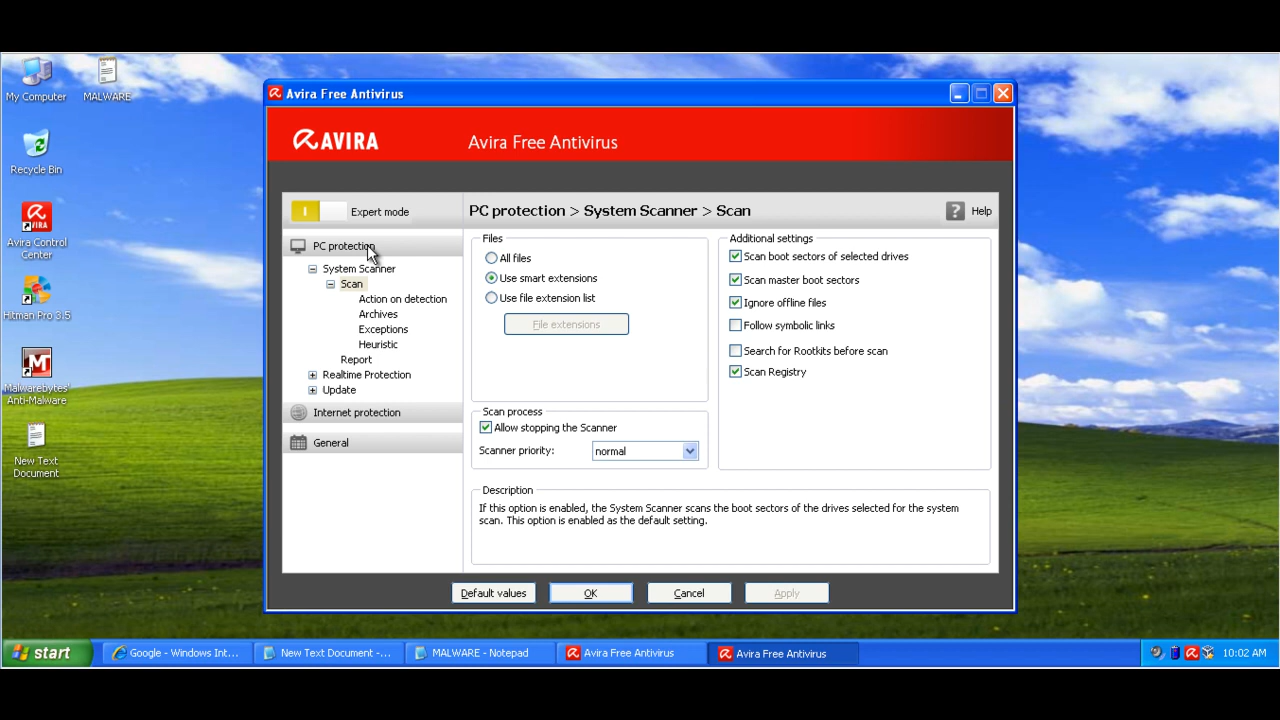 My Computer
MALWARE
Recycle Bin
Avira Control
Center
Hitman Pro 3.5
Malwarebytes'
Anti-Malware
New Text
Document
Avira Free Antivirus
AVIRA
Avira Free Antivirus
Expert mode
PC protection > System Scanner > Scan
? Help
PC protection
System Scanner
Scan
Action on detection
Archives
Exceptions
Heuristic
Report
Realtime Protection
Update
Internet protection
General
Files
All files
Use smart extensions
Use file extension list
File extensions
Additional settings
Scan boot sectors of selected drives
Scan master boot sectors
Ignore offline files
Follow symbolic links
Search for Rootkits before scan
Scan Registry
Scan process
Allow stopping the Scanner
Scanner priority: normal
Description
If this option is enabled, the System Scanner scans the boot sectors of the drives selected for the system
scan. This option is enabled as the default setting.
Default values OK Cancel Apply
start Google - Windows Int... New Text Document -... MALWARE - Notepad Avira Free Antivirus Avira Free Antivirus 10:02 AM